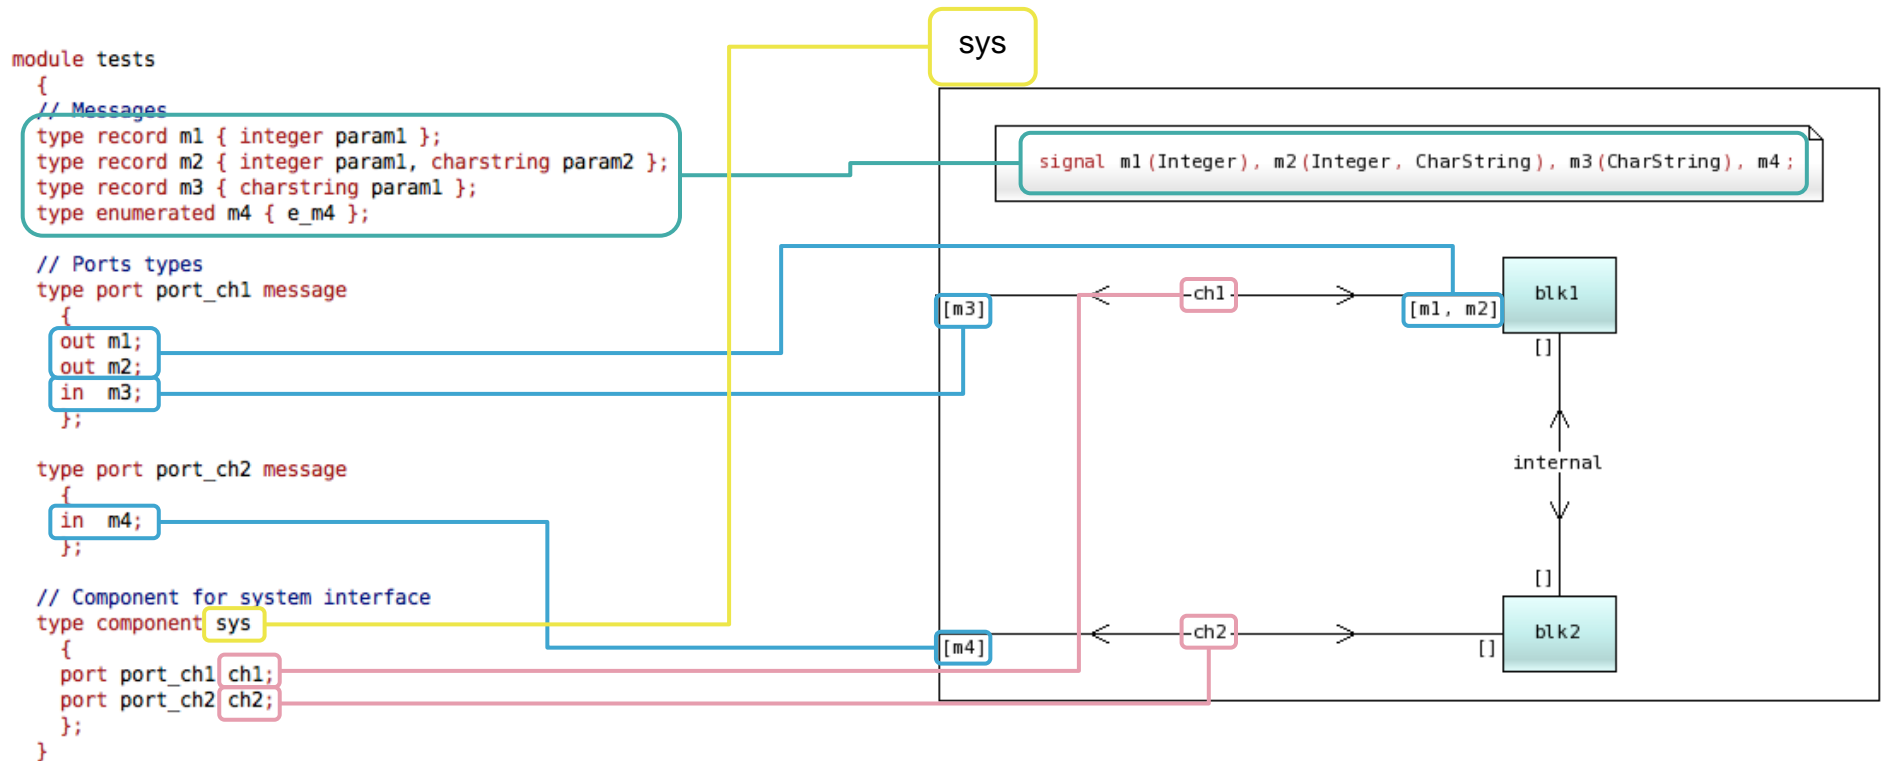 module tests
{
// Messages
type record m1 { integer param1 };
type record m2 { integer param1, charstring param2 };
type record m3 { charstring param1 };
type enumerated m4 { e_m4 };
// Ports types
type port port_ch1 message
{
out m1;
out m2;
in  m3;
};
type port port_ch2 message
{
in  m4;
};
// Component for system interface
type component sys
{
port port_ch1 ch1;
port port_ch2 ch2;
};
}
sys
signal m1(Integer), m2(Integer, CharString), m3(CharString), m4;
ch1
blk1
[m3]
[m1, m2]
[]
internal
[]
ch2
blk2
[m4]
[]